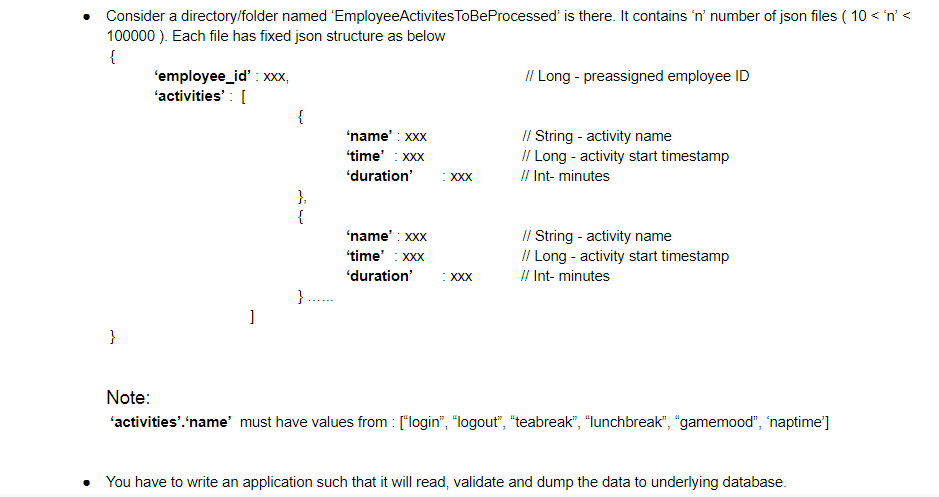 ● Consider a directory/folder named ‘EmployeeActivitesToBeProcessed’ is there. It contains ‘n’ number of json files ( 10 < ‘n’ <
100000 ). Each file has fixed json structure as below
{
‘employee_id’ : xxx, // Long - preassigned employee ID
‘activities’ : [
{
‘name’ : xxx // String - activity name
‘time’ : xxx // Long - activity start timestamp
‘duration’ : xxx // Int- minutes
},
{
‘name’ : xxx // String - activity name
‘time’ : xxx // Long - activity start timestamp
‘duration’ : xxx // Int- minutes
} ......
]
}
Note:
‘activities’.‘name’ must have values from : [“login”, “logout”, “teabreak”, “lunchbreak”, “gamemood”, ‘naptime’]
● You have to write an application such that it will read, validate and dump the data to underlying database.